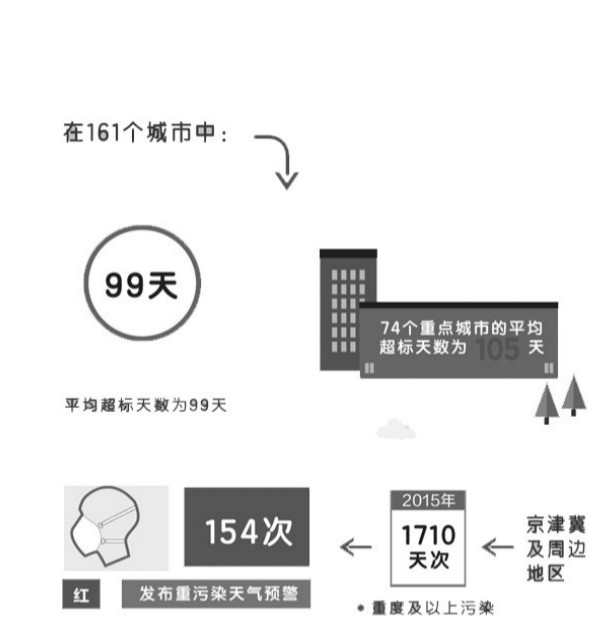 在161个城市中：
99天
74个重点城市的平均
超标天数为 105 天
平均超标天数为99天
2015年
1710
天次
京津冀
及周边
地区
154次
红
发布重污染天气预警
• 重度及以上污染